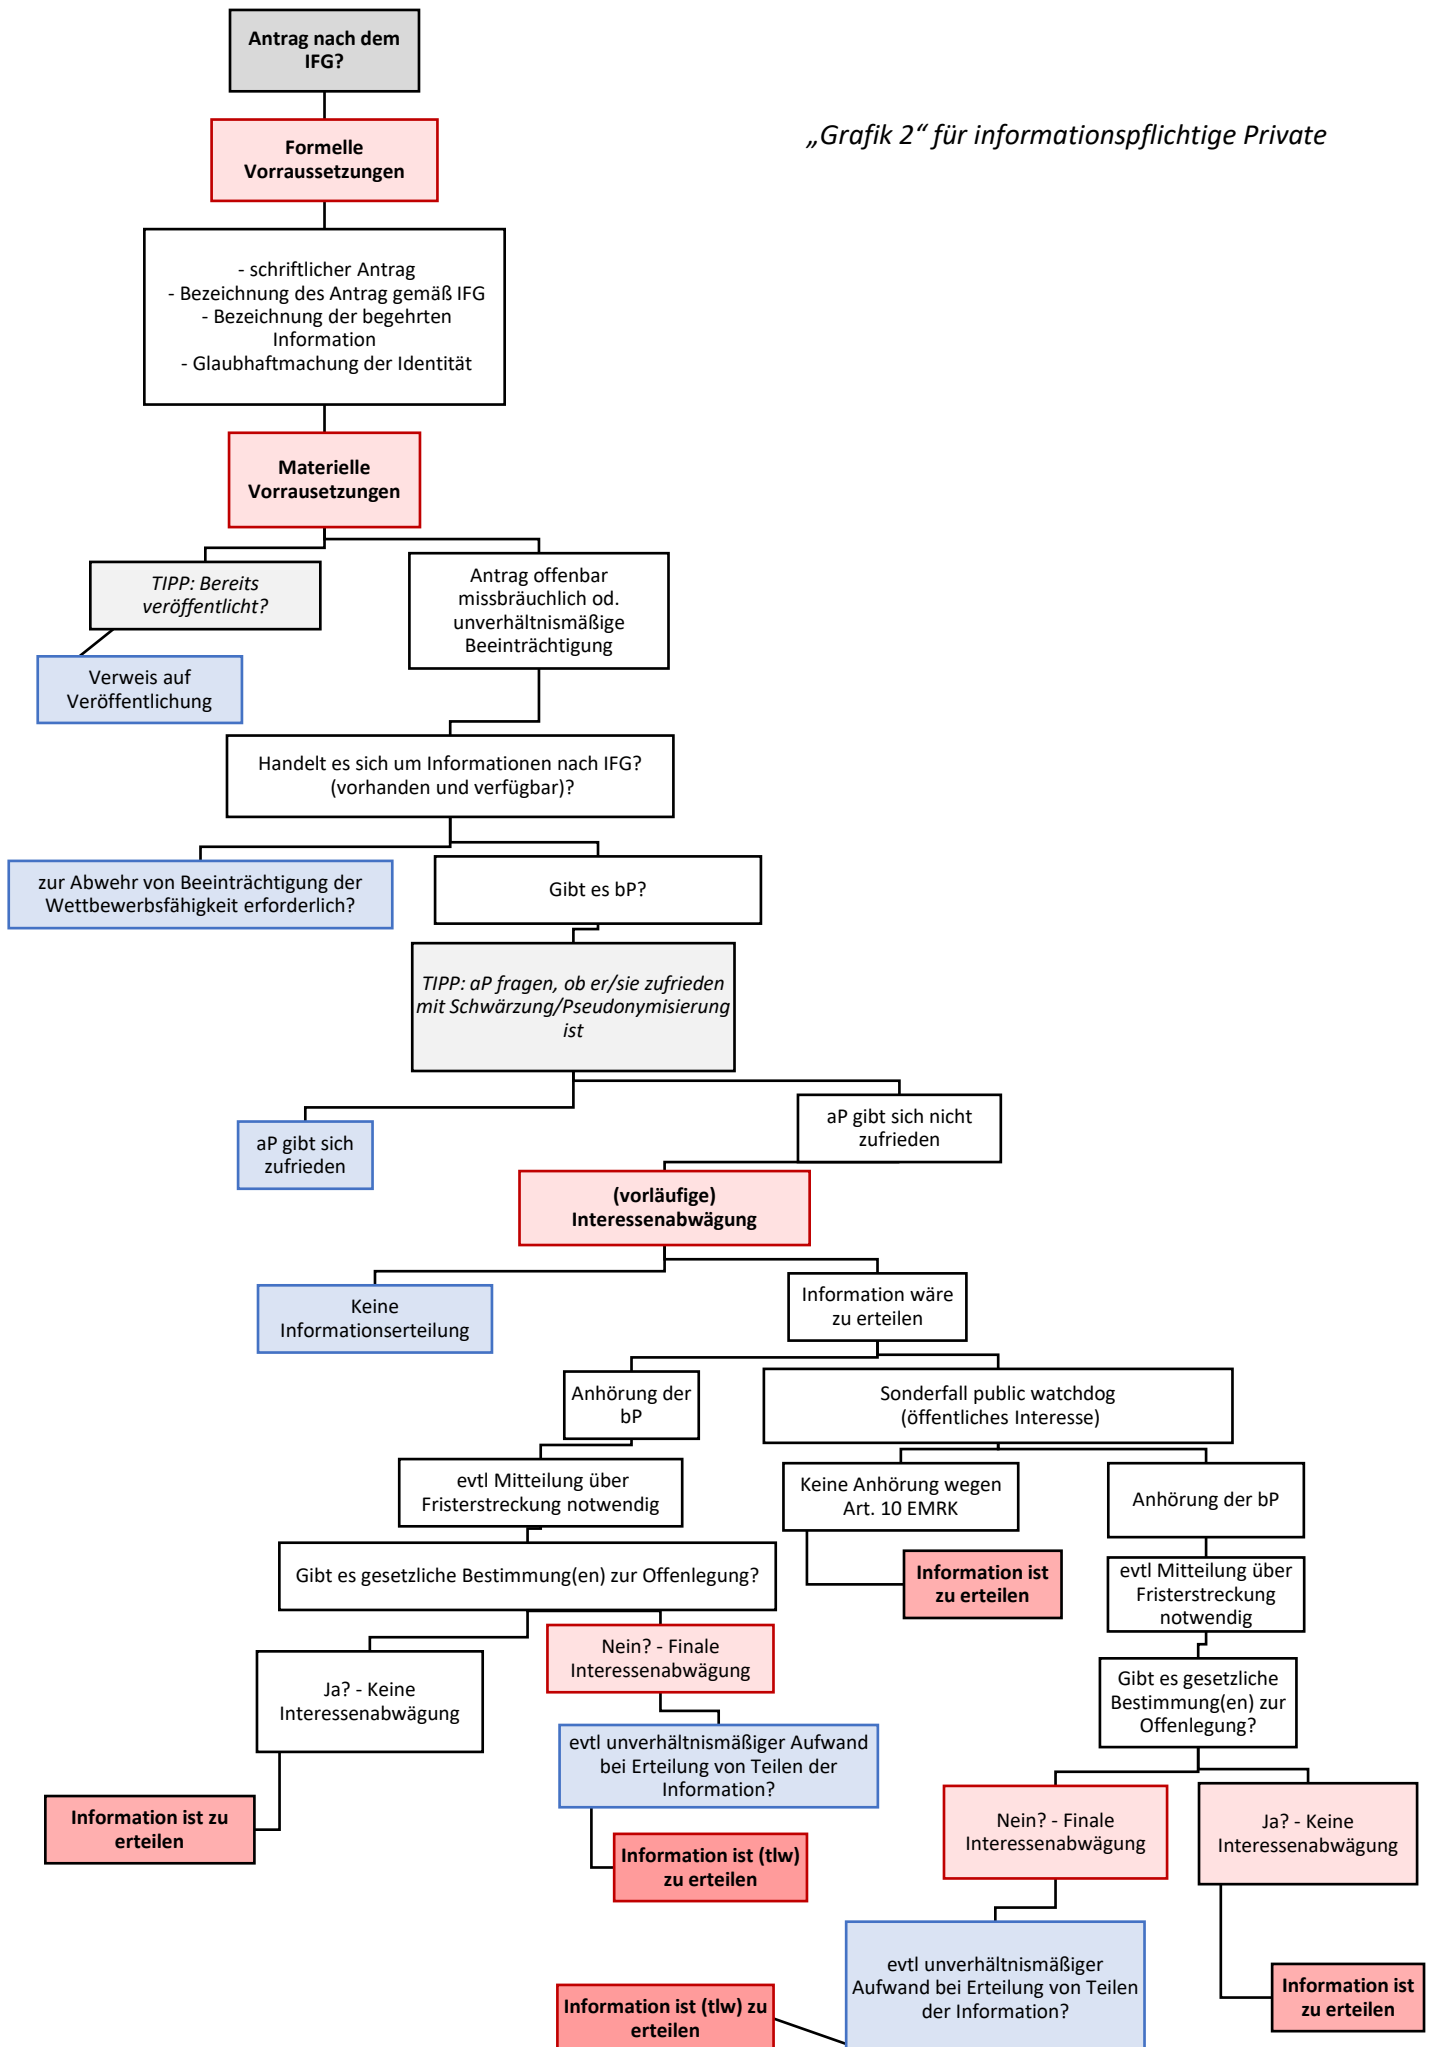 Antrag nach dem
IFG?
„Grafik 2“ für informationspflichtige Private
Formelle
Vorraussetzungen
- schriftlicher Antrag
- Bezeichnung des Antrag gemäß IFG
- Bezeichnung der begehrten
Information
- Glaubhaftmachung der Identität
Materielle
Vorrausetzungen
TIPP: Bereits
veröffentlicht?
Antrag offenbar
missbräuchlich od.
unverhältnismäßige
Beeinträchtigung
Verweis auf
Veröffentlichung
Handelt es sich um Informationen nach IFG?
(vorhanden und verfügbar)?
zur Abwehr von Beeinträchtigung der
Wettbewerbsfähigkeit erforderlich?
Gibt es bP?
TIPP: aP fragen, ob er/sie zufrieden
mit Schwärzung/Pseudonymisierung
ist
aP gibt sich
zufrieden
aP gibt sich nicht
zufrieden
(vorläufige)
Interessenabwägung
Keine
Informationserteilung
Information wäre
zu erteilen
Anhörung der
bP
Sonderfall public watchdog
(öffentliches Interesse)
evtl Mitteilung über
Fristerstreckung notwendig
Keine Anhörung wegen
Art. 10 EMRK
Anhörung der bP
Gibt es gesetzliche Bestimmung(en) zur Offenlegung?
Information ist
zu erteilen
evtl Mitteilung über
Fristerstreckung
notwendig
Ja? - Keine
Interessenabwägung
Nein? - Finale
Interessenabwägung
Gibt es gesetzliche
Bestimmung(en) zur
Offenlegung?
evtl unverhältnismäßiger Aufwand
bei Erteilung von Teilen der
Information?
Information ist zu
erteilen
Information ist (tlw)
zu erteilen
Nein? - Finale
Interessenabwägung
Ja? - Keine
Interessenabwägung
evtl unverhältnismäßiger
Aufwand bei Erteilung von Teilen
der Information?
Information ist
zu erteilen
Information ist (tlw) zu
erteilen